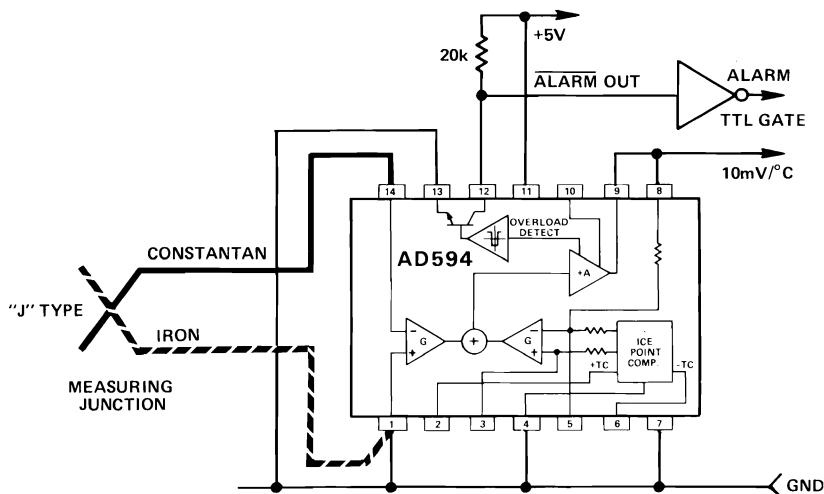 +5V
20k
ALARM OUT
ALARM
TTL GATE
10mV/°C
14
13
12
11
10
9
8
OVERLOAD
DETECT
AD594
+A
CONSTANTAN
"J" TYPE
IRON
MEASURING
JUNCTION
−
G
+
+
−
G
+
ICE
POINT
COMP.
+TC
-TC
1
2
3
4
5
6
7
GND